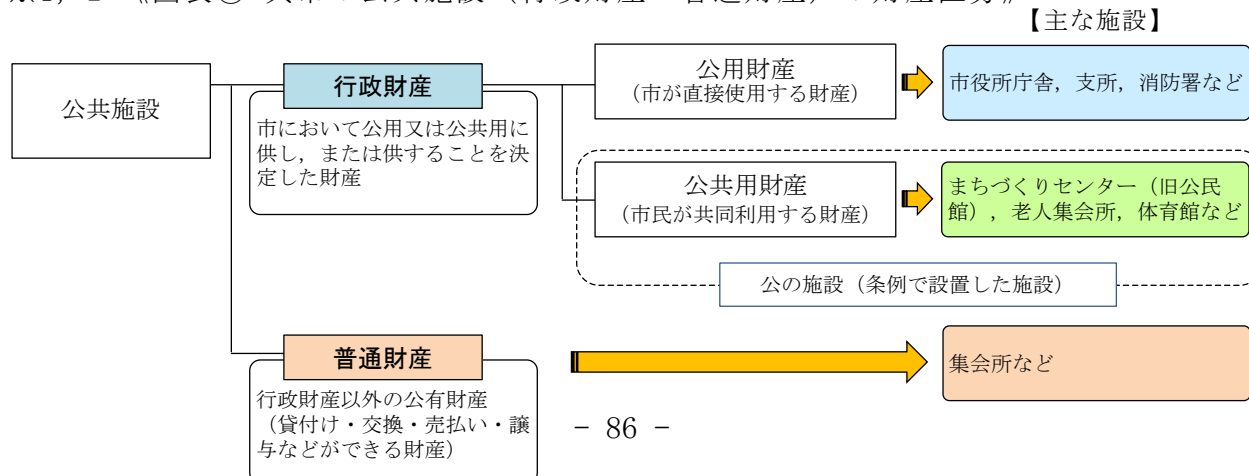 【主な施設】
公共施設
行政財産
市において公用又は公共用に
供し，または供することを決
定した財産
公用財産
（市が直接使用する財産）
市役所庁舎，支所，消防署など
公共用財産
（市民が共同利用する財産）
まちづくりセンター（旧公民
館），老人集会所，体育館など
公の施設（条例で設置した施設）
普通財産
行政財産以外の公有財産
（貸付け・交換・売払い・譲
与などができる財産）
集会所など
- 86 -